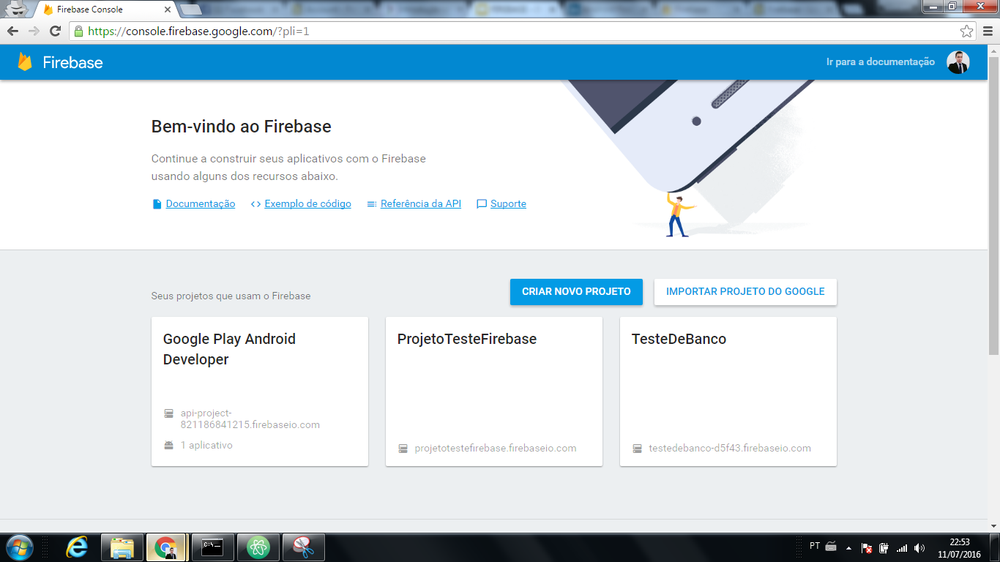 Firebase Console
https://console.firebase.google.com/?pli=1
Firebase
Ir para a documentação
Bem-vindo ao Firebase
Continue a construir seus aplicativos com o Firebase
usando alguns dos recursos abaixo.
Documentação
Exemplo de código
Referência da API
Suporte
Seus projetos que usam o Firebase
CRIAR NOVO PROJETO
IMPORTAR PROJETO DO GOOGLE
Google Play Android
Developer
api-project-
821186841215.firebaseio.com
1 aplicativo
ProjetoTesteFirebase
projetotestefirebase.firebaseio.com
TesteDeBanco
testedebanco-d5f43.firebaseio.com
PT
22:53
11/07/2016